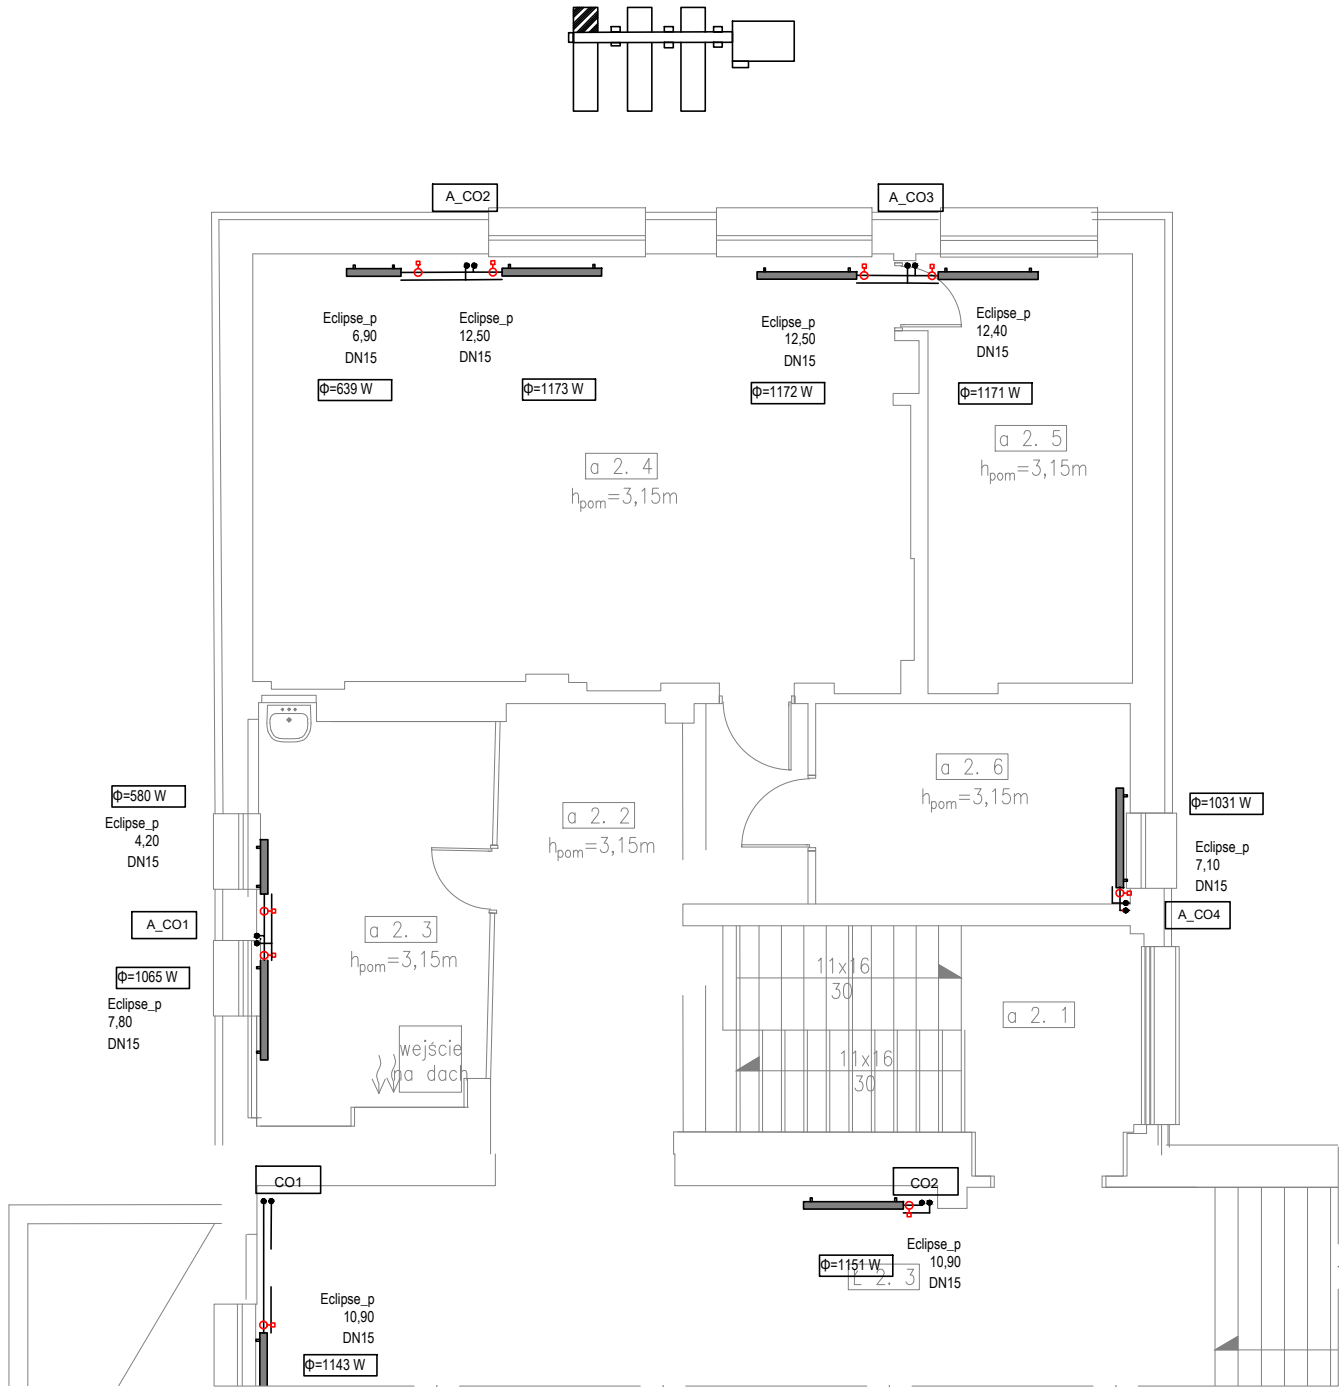 A_CO2
A_CO3
Eclipse_p
6,90
DN15
Eclipse_p
12,50
DN15
Eclipse_p
12,50
DN15
Eclipse_p
12,40
DN15
Φ=639 W
Φ=1173 W
Φ=1172 W
Φ=1171 W
a 2. 4
hpom=3,15m
a 2. 5
hpom=3,15m
a 2. 6
hpom=3,15m
a 2. 2
hpom=3,15m
Φ=580 W
Eclipse_p
4,20
DN15
Φ=1031 W
Eclipse_p
7,10
DN15
A_CO1
A_CO4
a 2. 3
hpom=3,15m
Φ=1065 W
Eclipse_p
7,80
DN15
11x16
30
a 2. 1
wejście
na dach
11x16
30
CO1
CO2
Eclipse_p
10,90
DN15
Φ=1151 W
L 2. 3
Eclipse_p
10,90
DN15
Φ=1143 W